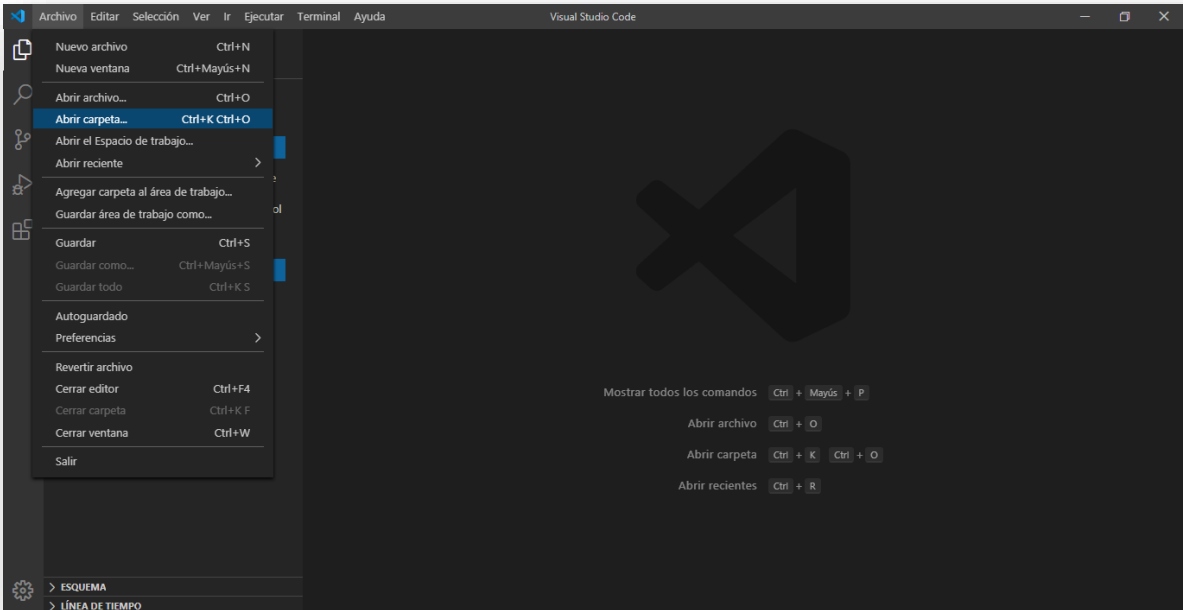 Archivo Editar Selección Ver Ir Ejecutar Terminal Ayuda Visual Studio Code
Nuevo archivo Ctrl+N
Nueva ventana Ctrl+Mayús+N
Abrir archivo... Ctrl+O
Abrir carpeta... Ctrl+K Ctrl+O
Abrir el Espacio de trabajo...
Abrir reciente
Agregar carpeta al área de trabajo...
Guardar área de trabajo como...
Guardar Ctrl+S
Guardar como... Ctrl+Mayús+S
Guardar todo Ctrl+K S
Autoguardado
Preferencias
Revertir archivo
Cerrar editor Ctrl+F4
Cerrar carpeta Ctrl+K F
Cerrar ventana Ctrl+W
Salir
Mostrar todos los comandos Ctrl + Mayús + P
Abrir archivo Ctrl + O
Abrir carpeta Ctrl + K Ctrl + O
Abrir recientes Ctrl + R
ESQUEMA
LÍNEA DE TIEMPO